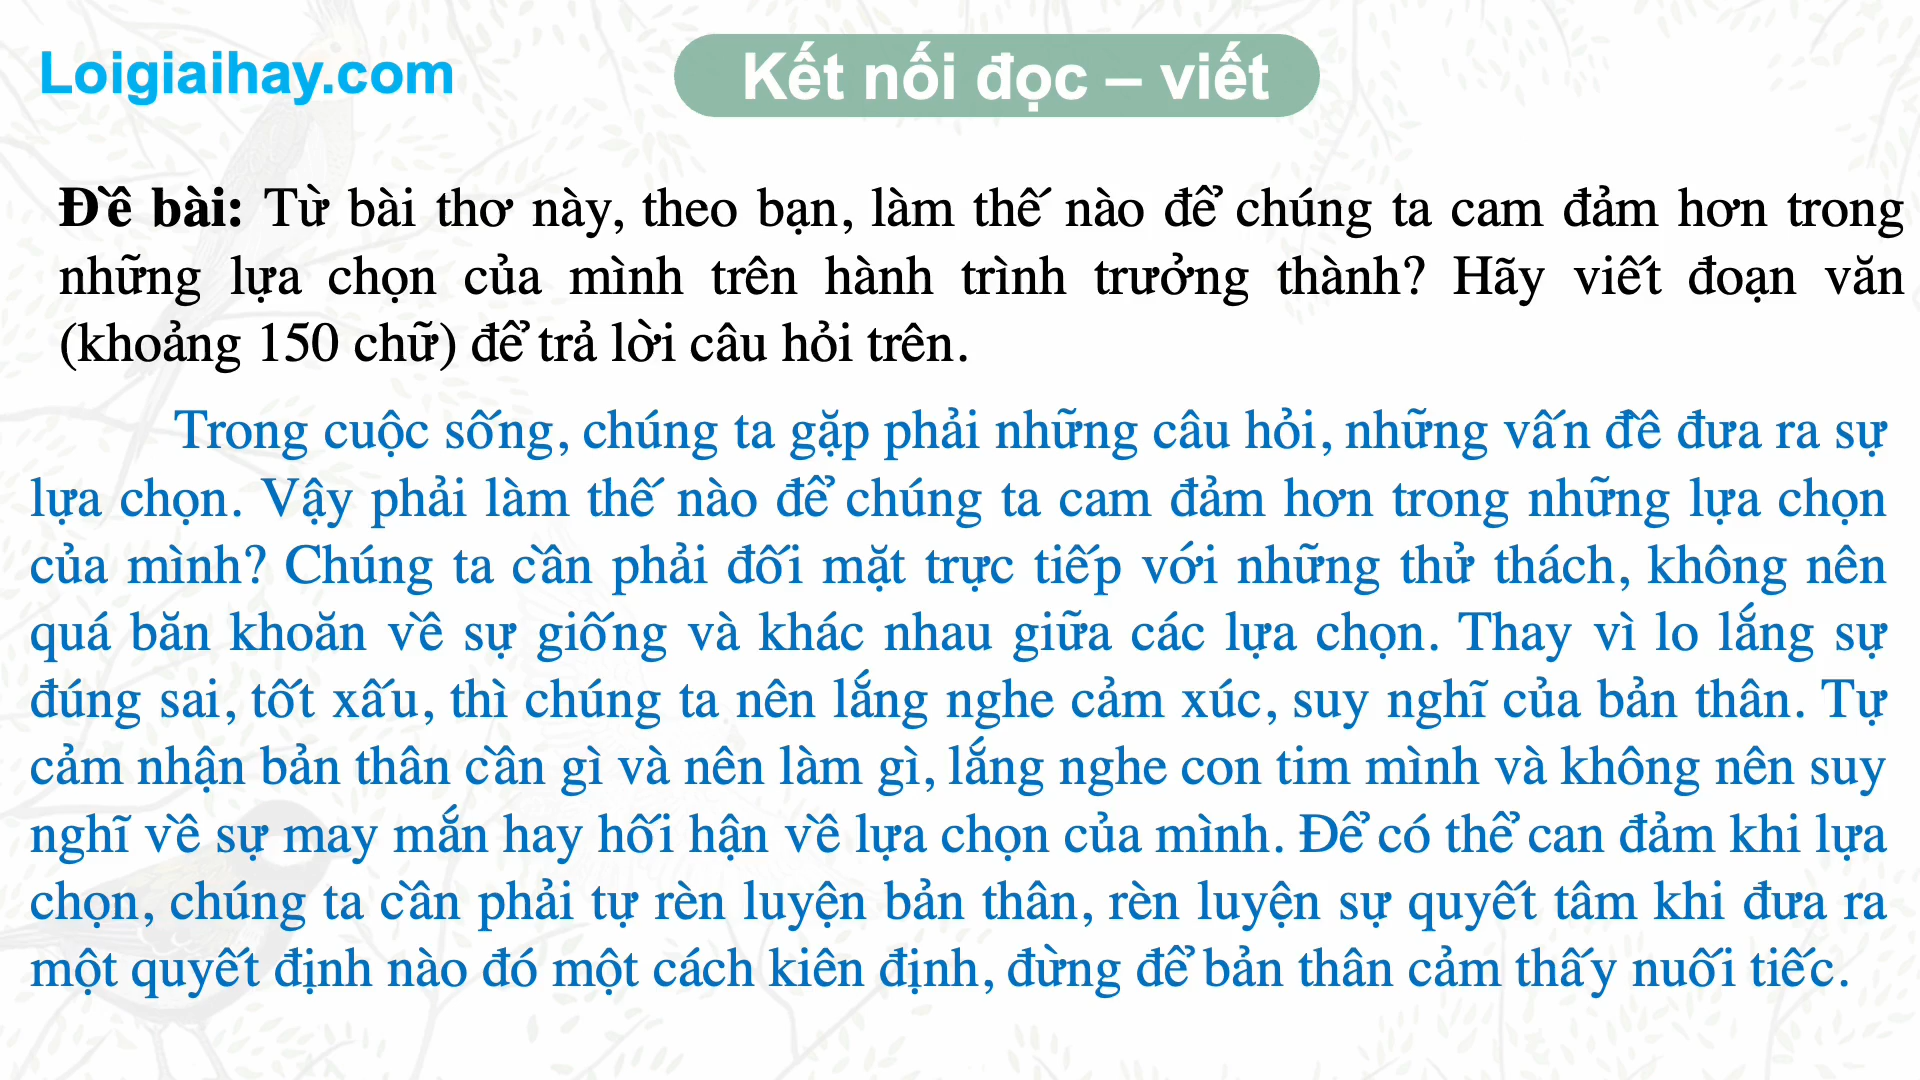 Loigiaihay.com
Kết nối đọc – viết
Đề bài: Từ bài thơ này, theo bạn, làm thế nào để chúng ta cam đảm hơn trong
những lựa chọn của mình trên hành trình trưởng thành? Hãy viết đoạn văn
(khoảng 150 chữ) để trả lời câu hỏi trên.
Trong cuộc sống, chúng ta gặp phải những câu hỏi, những vấn đề đưa ra sự
lựa chọn. Vậy phải làm thế nào để chúng ta cam đảm hơn trong những lựa chọn
của mình? Chúng ta cần phải đối mặt trực tiếp với những thử thách, không nên
quá băn khoăn về sự giống và khác nhau giữa các lựa chọn. Thay vì lo lắng sự
đúng sai, tốt xấu, thì chúng ta nên lắng nghe cảm xúc, suy nghĩ của bản thân. Tự
cảm nhận bản thân cần gì và nên làm gì, lắng nghe con tim mình và không nên suy
nghĩ về sự may mắn hay hối hận về lựa chọn của mình. Để có thể can đảm khi lựa
chọn, chúng ta cần phải tự rèn luyện bản thân, rèn luyện sự quyết tâm khi đưa ra
một quyết định nào đó một cách kiên định, đừng để bản thân cảm thấy nuối tiếc.